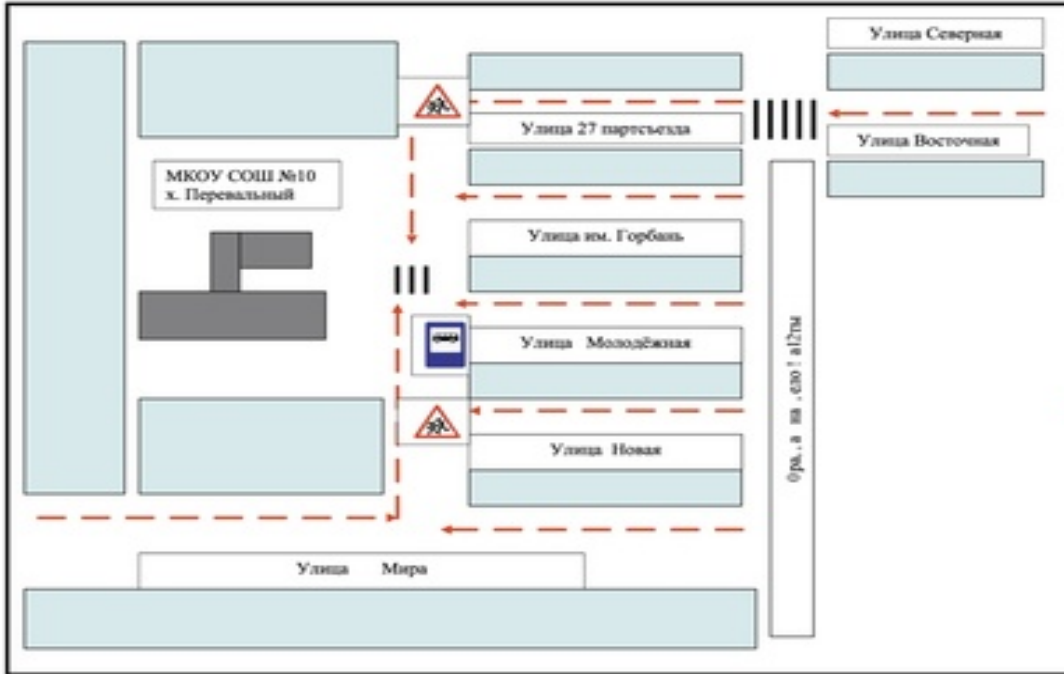 Улица Северная
Улица 27 партсъезда
Улица Восточная
МКОУ СОШ №10
х. Перевальный
Улица им. Горбань
Улица Молодёжная
Улица Новая
Улица Мира
на